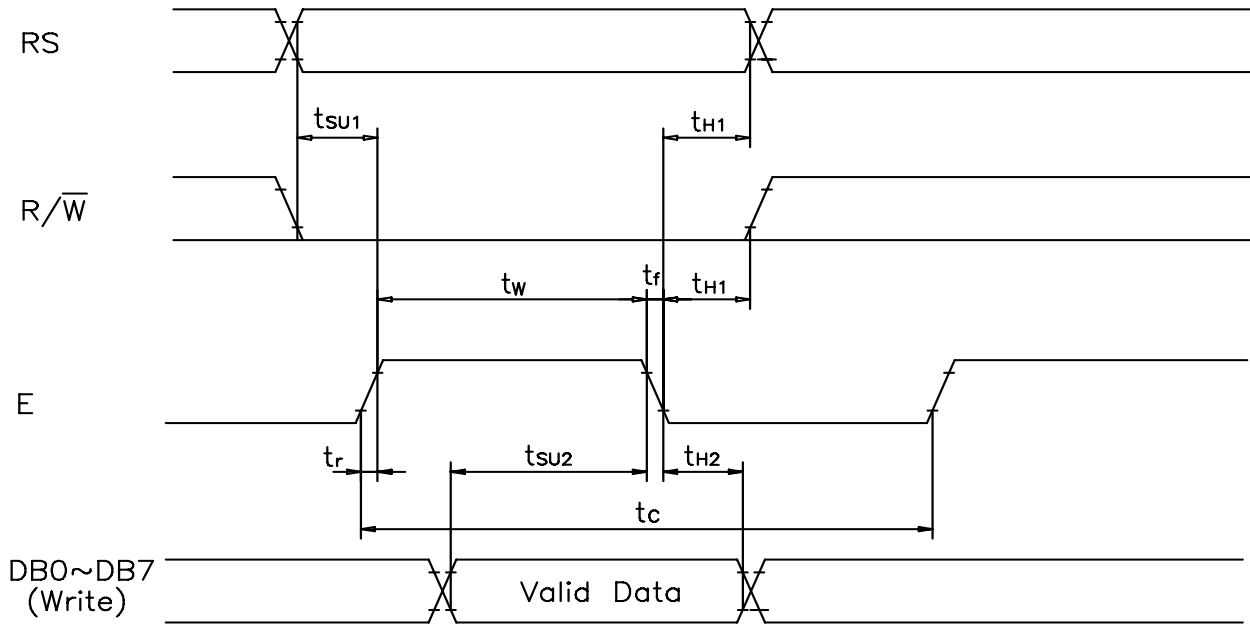 RS
tSU1
tH1
R/W̅
tW
tf
tH1
E
tr
tSU2
tH2
tC
DB0~DB7
(Write)
Valid Data